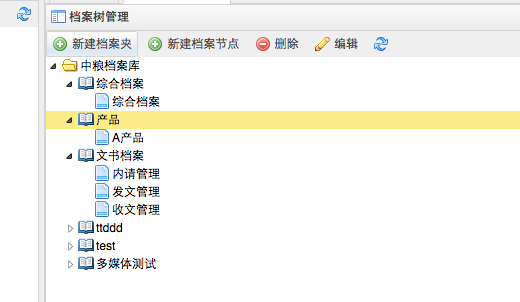 档案树管理
新建档案夹 新建档案节点 删除 编辑
中粮档案库
综合档案
综合档案
产品
A产品
文书档案
内请管理
发文管理
收文管理
ttddd
test
多媒体测试